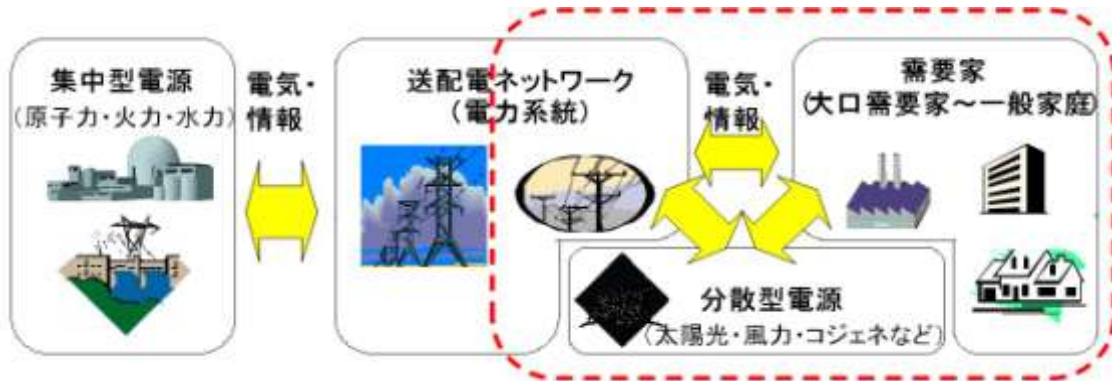 集中型電源
(原子力・火力・水力)
電気・
情報
送配電ネットワーク
(電力系統)
電気・
情報
需要家
(大口需要家～一般家庭)
分散型電源
(太陽光・風力・コジェネなど)